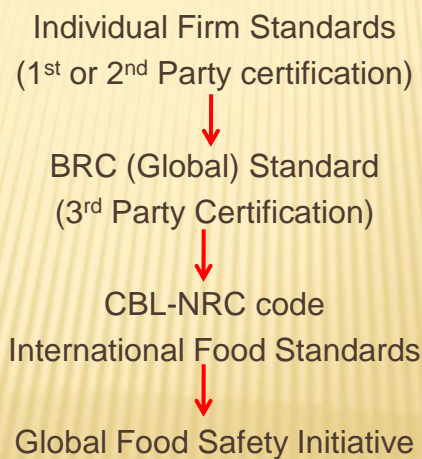 Individual Firm Standards
(1st or 2nd Party certification)
BRC (Global) Standard
(3rd Party Certification)
CBL-NRC code
International Food Standards
Global Food Safety Initiative